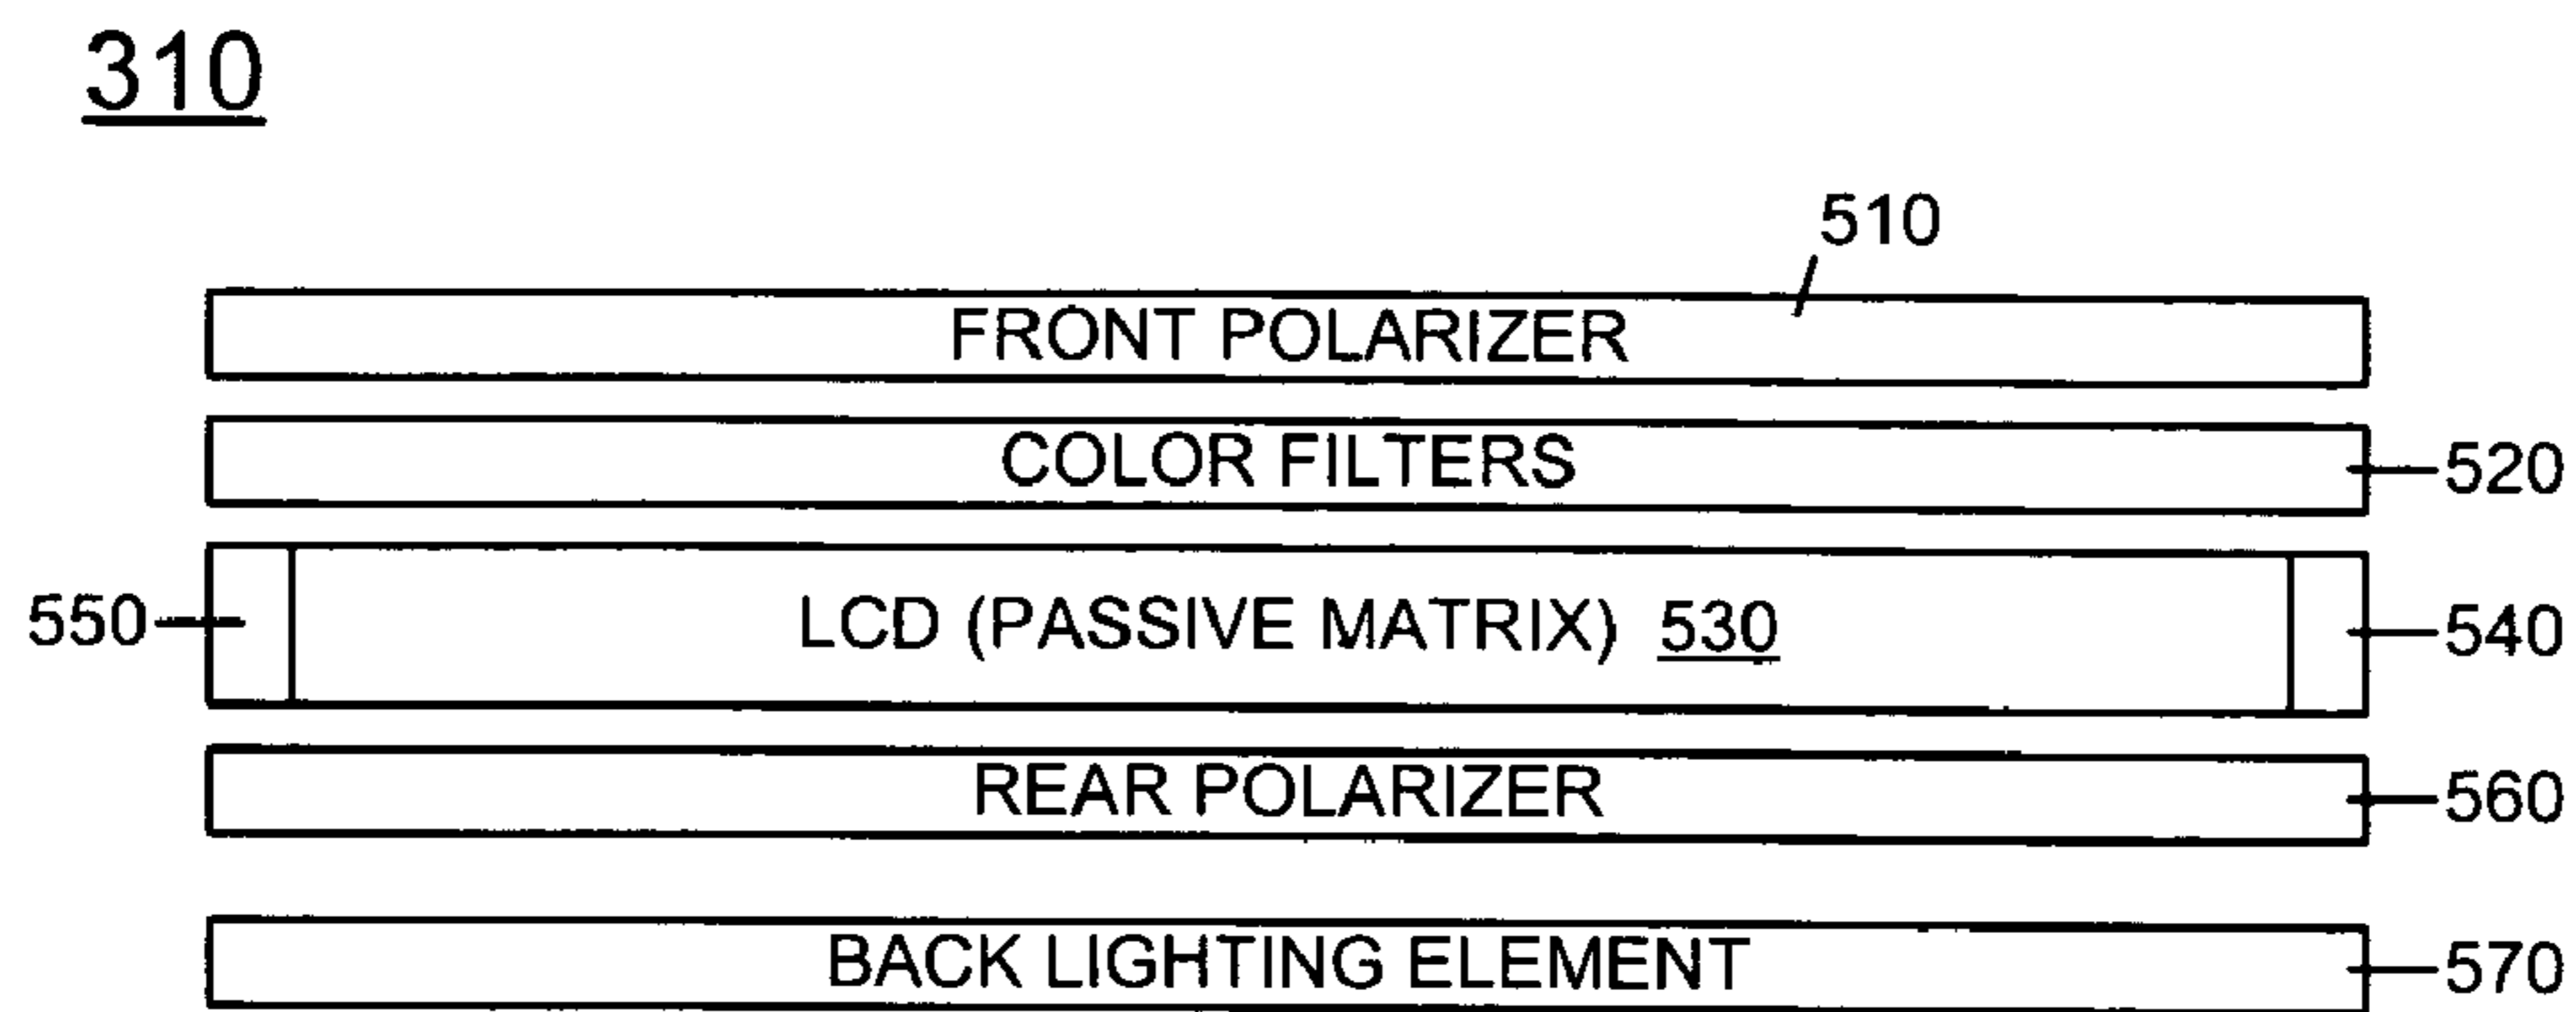 310
510
FRONT POLARIZER
COLOR FILTERS 520
550 LCD (PASSIVE MATRIX) 530 540
REAR POLARIZER 560
BACK LIGHTING ELEMENT 570